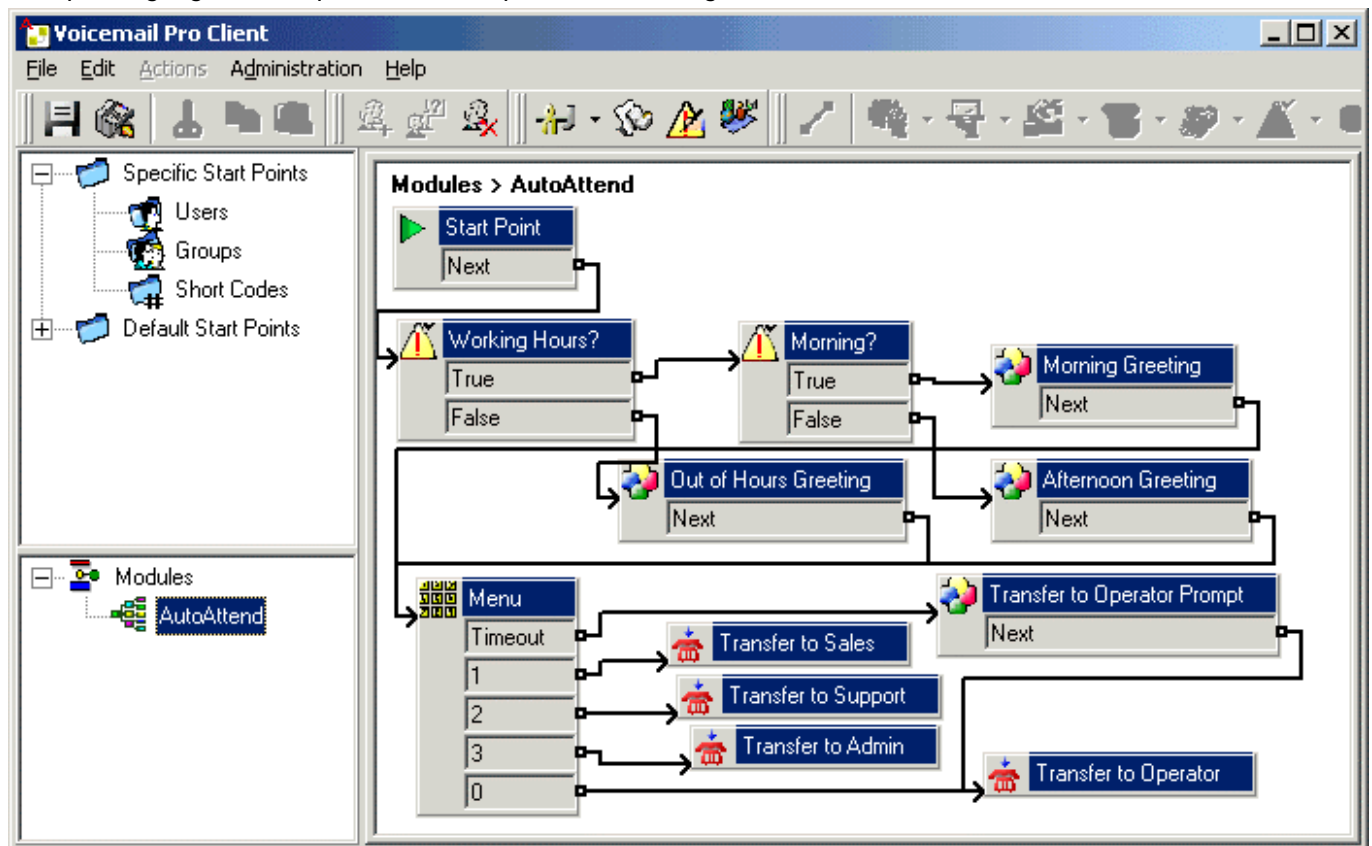 Voicemail Pro Client
File Edit Actions Administration Help
Specific Start Points
Users
Groups
Short Codes
Default Start Points
Modules
AutoAttend
Modules > AutoAttend
Start Point
Next
Working Hours?
True
False
Morning?
True
False
Morning Greeting
Next
Out of Hours Greeting
Next
Afternoon Greeting
Next
Menu
Timeout
1
2
3
0
Transfer to Operator Prompt
Next
Transfer to Sales
Transfer to Support
Transfer to Admin
Transfer to Operator